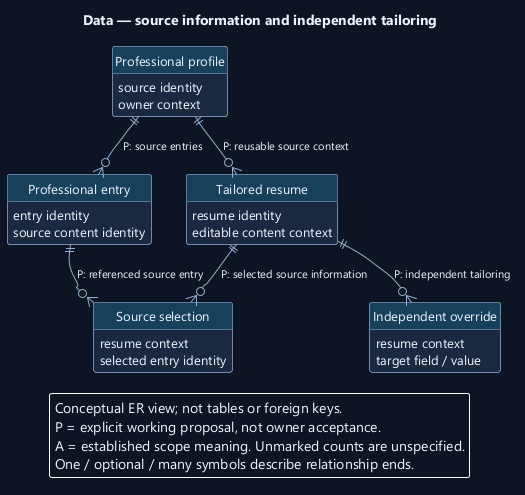 Data — source information and independent tailoring
Professional profile
source identity
owner context
P: source entries
P: reusable source context
Professional entry
entry identity
source content identity
Tailored resume
resume identity
editable content context
P: referenced source entry
P: selected source information
P: independent tailoring
Source selection
resume context
selected entry identity
Independent override
resume context
target field / value
Conceptual ER view; not tables or foreign keys.
P = explicit working proposal, not owner acceptance.
A = established scope meaning. Unmarked counts are unspecified.
One / optional / many symbols describe relationship ends.